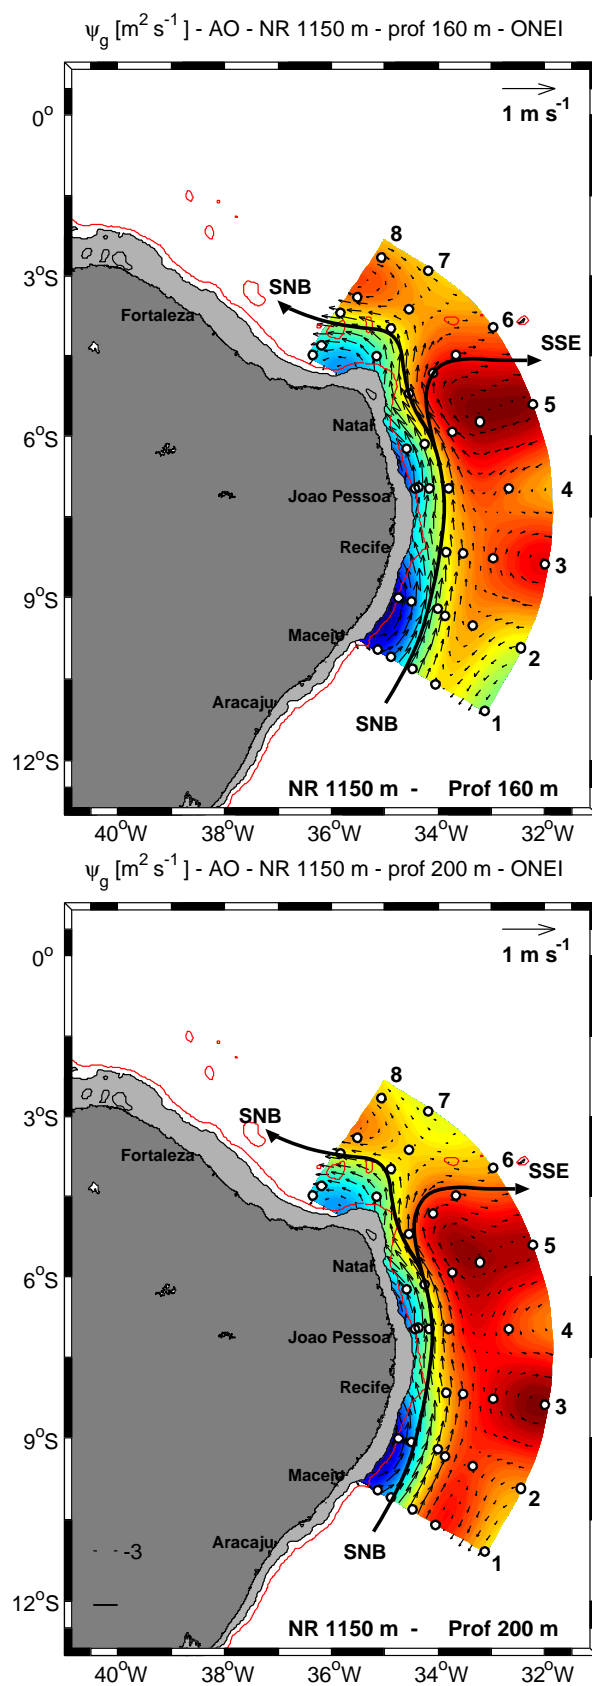 ψg [m² s⁻¹] - AO - NR 1150 m - prof 160 m - ONEI
1 m s⁻¹
0°
8
7
3°S
SNB
6
Fortaleza
SSE
5
Natal
6°S
4
Joao Pessoa
Recife
3
9°S
Maceio
2
Aracaju
SNB
1
12°S
NR 1150 m - Prof 160 m
40°W 38°W 36°W 34°W 32°W
ψg [m² s⁻¹] - AO - NR 1150 m - prof 200 m - ONEI
1 m s⁻¹
0°
8
7
3°S
SNB
6
Fortaleza
SSE
5
Natal
6°S
4
Joao Pessoa
Recife
3
9°S
Maceio
2
Aracaju
SNB
-3
1
12°S
NR 1150 m - Prof 200 m
40°W 38°W 36°W 34°W 32°W